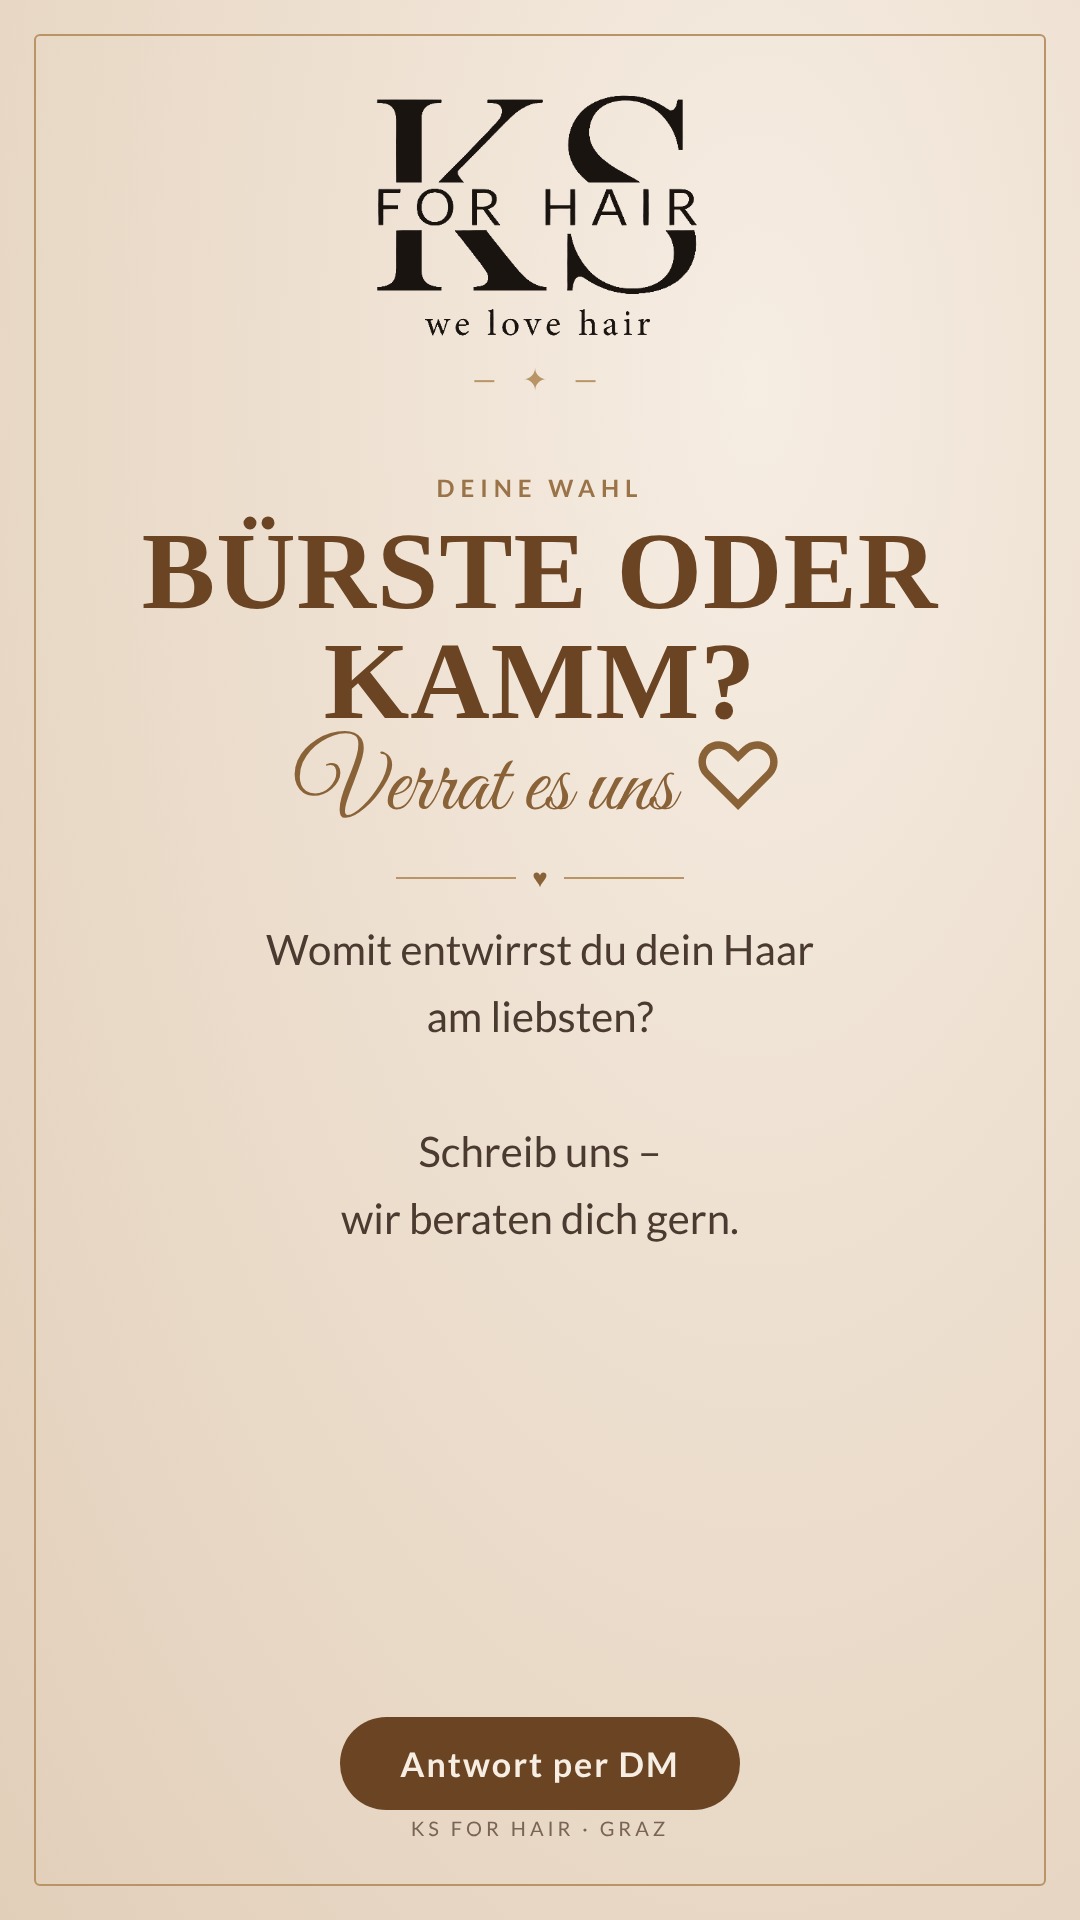 KS
FOR HAIR
we love hair
DEINE WAHL
BÜRSTE ODER
KAMM?
Verrat es uns ♡
Womit entwirrst du dein Haar
am liebsten?
Schreib uns –
wir beraten dich gern.
Antwort per DM
KS FOR HAIR · GRAZ